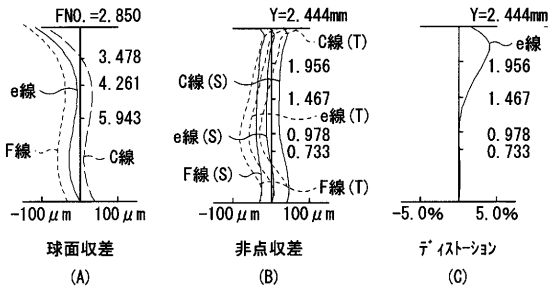 FNO.=2.850
3.478
4.261
5.943
e線
F線
C線
-100μm
100μm
球面収差
(A)
Y=2.444mm
C線(T)
1.956
C線(S)
1.467
e線(T)
0.978
e線(S)
0.733
F線(S)
F線(T)
-100μm
100μm
非点収差
(B)
Y=2.444mm
e線
1.956
1.467
0.978
0.733
-5.0%
5.0%
ディストーション
(C)